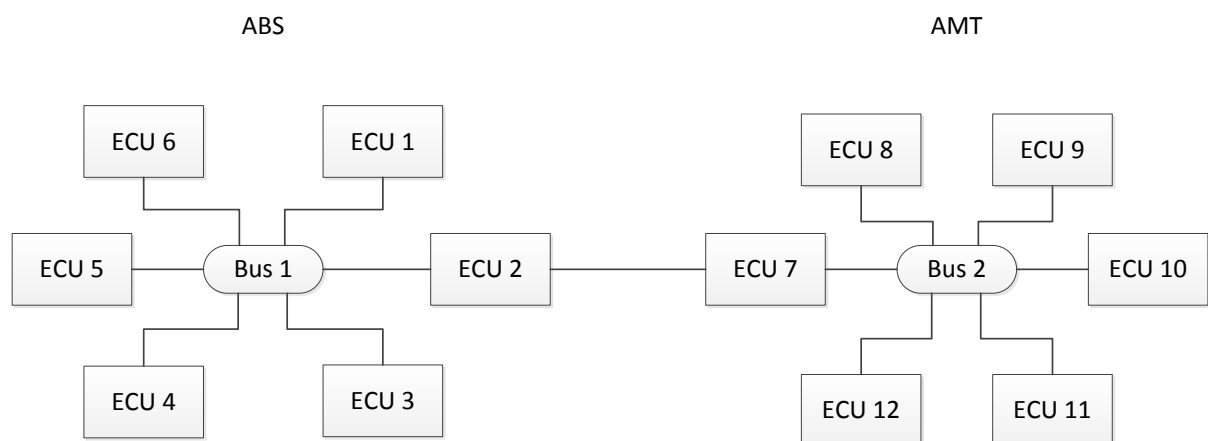 ABS
AMT
ECU 6
ECU 1
ECU 8
ECU 9
ECU 5
Bus 1
ECU 2
ECU 7
Bus 2
ECU 10
ECU 4
ECU 3
ECU 12
ECU 11